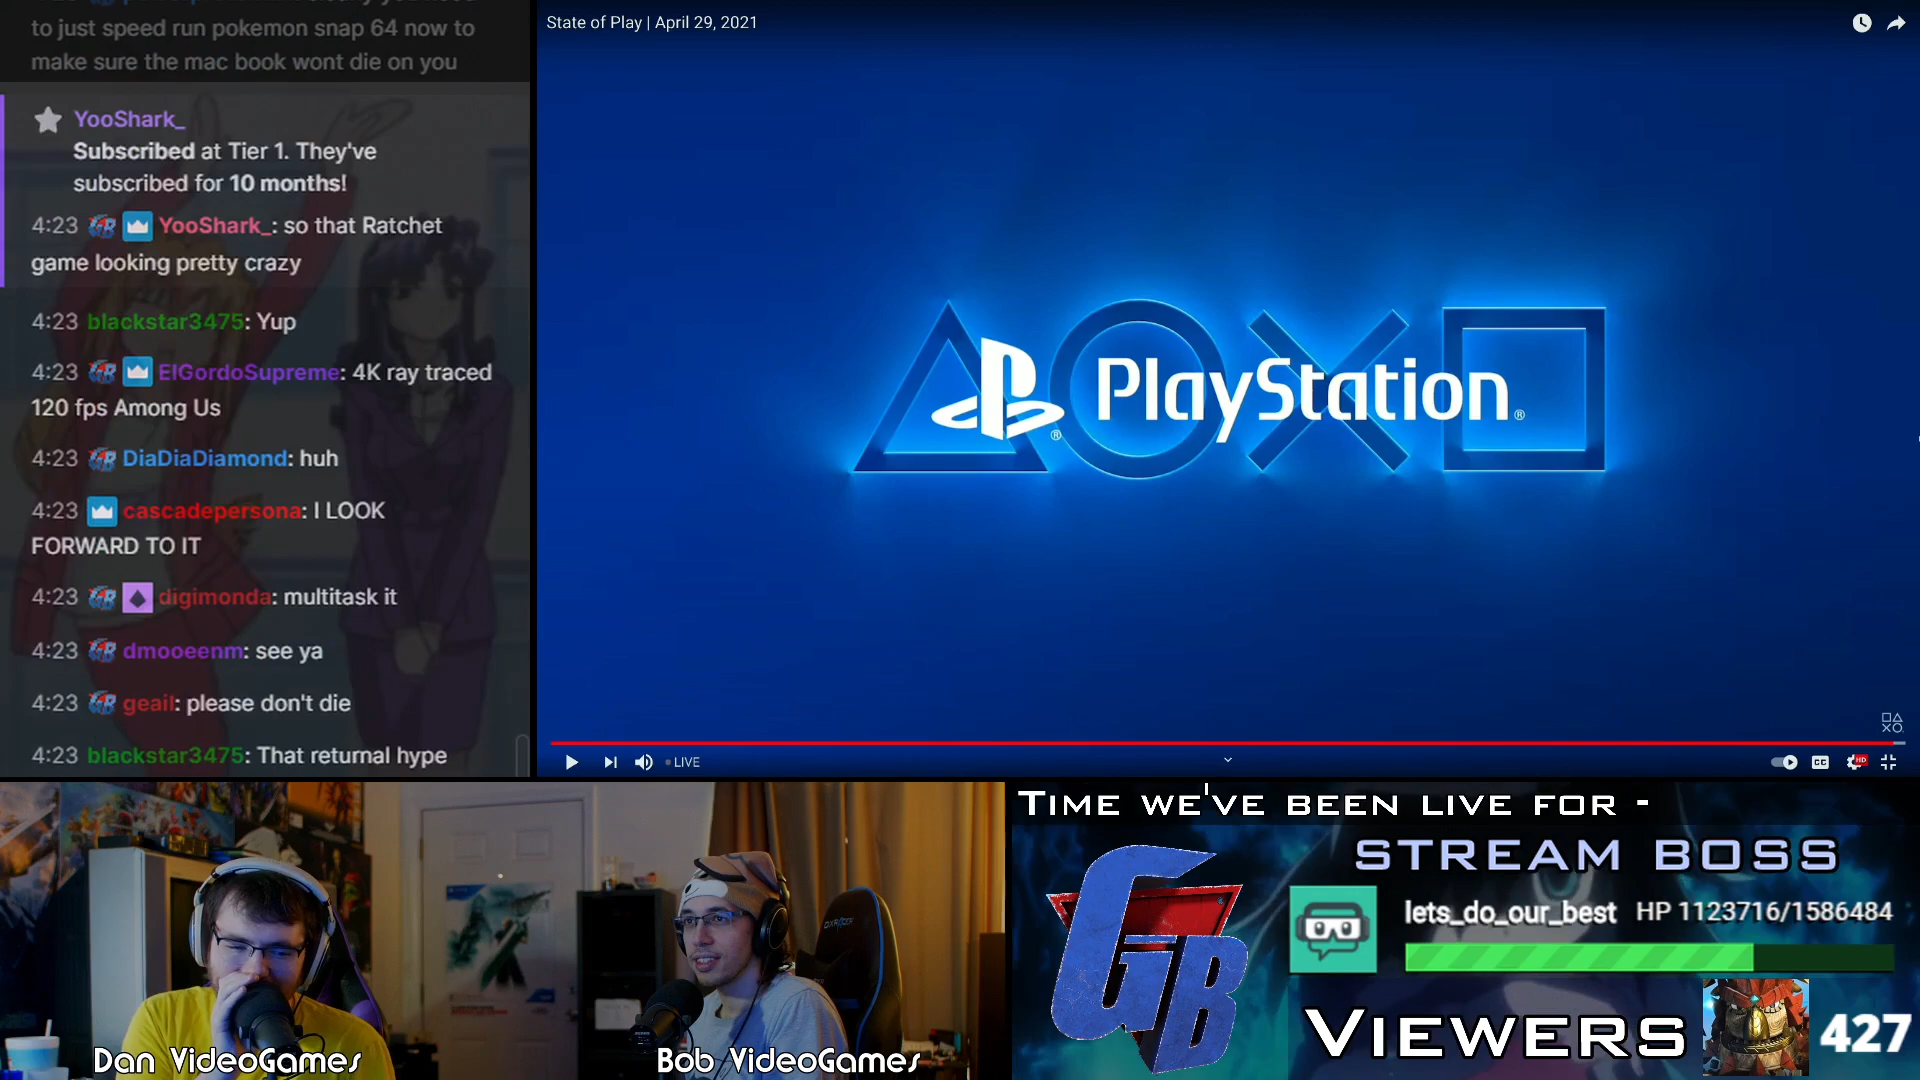 to just speed run pokemon snap 64 now to
make sure the mac book wont die on you
YooShark_
Subscribed at Tier 1. They've
subscribed for 10 months!
4:23 YooShark_: so that Ratchet
game looking pretty crazy
4:23 blackstar3475: Yup
4:23 ElGordoSupreme: 4K ray traced
120 fps Among Us
4:23 DiaDiaDiamond: huh
4:23 cascadepersona: I LOOK
FORWARD TO IT
4:23 digimonda: multitask it
4:23 dmooeenm: see ya
4:23 geail: please don't die
4:23 blackstar3475: That returnal hype
State of Play | April 29, 2021
PlayStation®
LIVE
CC
HD
Dan VideoGames
Bob VideoGames
DXRACER
Time we've been live for -
GB
STREAM BOSS
lets_do_our_best HP 1123716/1586484
Viewers 427